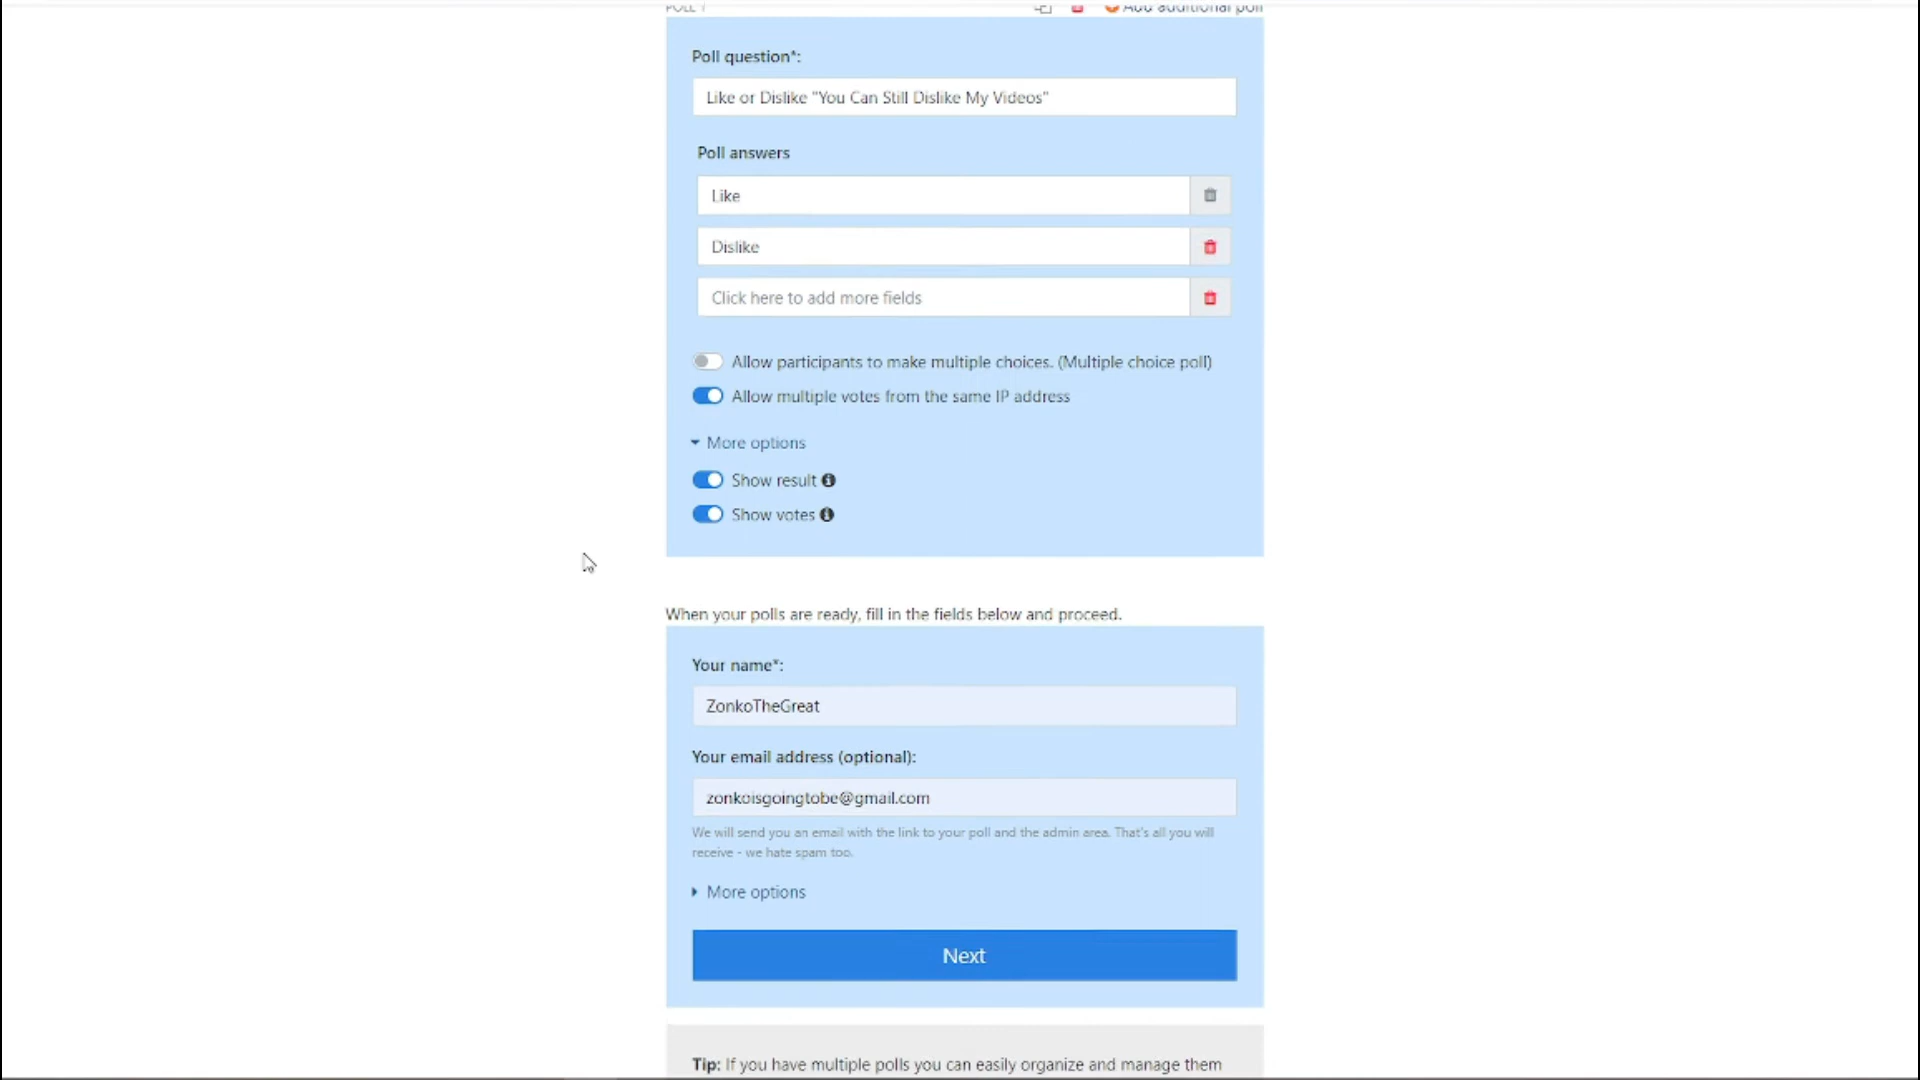 POLL 1
Add additional poll
Poll question*:
Like or Dislike "You Can Still Dislike My Videos"
Poll answers
Like
Dislike
Click here to add more fields
Allow participants to make multiple choices. (Multiple choice poll)
Allow multiple votes from the same IP address
More options
Show result
Show votes
When your polls are ready, fill in the fields below and proceed.
Your name*:
ZonkoTheGreat
Your email address (optional):
zonkoisgoingtobe@gmail.com
We will send you an email with the link to your poll and the admin area. That's all you will
receive - we hate spam too.
More options
Next
Tip: If you have multiple polls you can easily organize and manage them